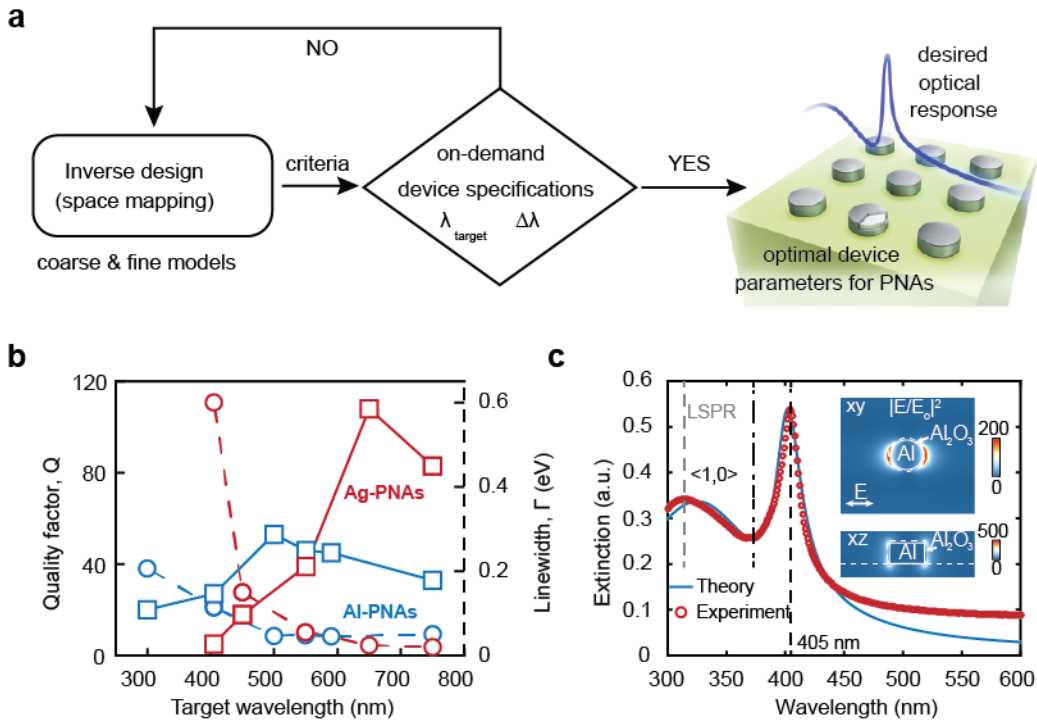 a
NO
Inverse design
(space mapping)
criteria
on-demand
device specifications
λtarget Δλ
YES
desired
optical
response
coarse & fine models
optimal device
parameters for PNAs
b
120
80
40
0
Quality factor, Q
0.6
0.4
0.2
0
Linewidth, Γ (eV)
Ag-PNAs
Al-PNAs
300 400 500 600 700 800
Target wavelength (nm)
c
0.6
0.5
0.4
0.3
0.2
0.1
0
Extinction (a.u.)
LSPR
<1,0>
Theory
Experiment
405 nm
xy |E/Eo|²
Al₂O₃
Al
E
200
0
xz
Al₂O₃
Al
500
0
300 350 400 450 500 550 600
Wavelength (nm)